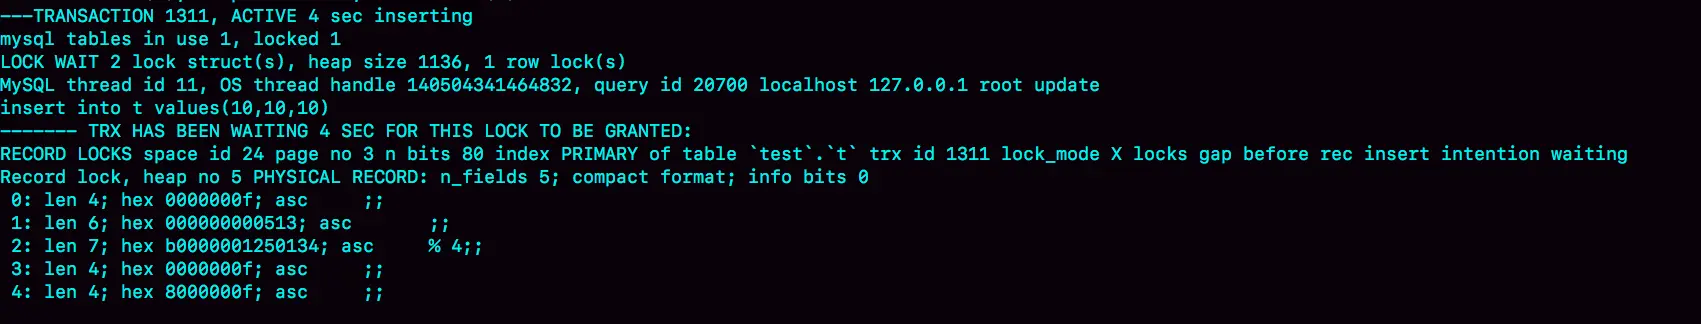 ---TRANSACTION 1311, ACTIVE 4 sec inserting
mysql tables in use 1, locked 1
LOCK WAIT 2 lock struct(s), heap size 1136, 1 row lock(s)
MySQL thread id 11, OS thread handle 140504341464832, query id 20700 localhost 127.0.0.1 root update
insert into t values(10,10,10)
------- TRX HAS BEEN WAITING 4 SEC FOR THIS LOCK TO BE GRANTED:
RECORD LOCKS space id 24 page no 3 n bits 80 index PRIMARY of table `test`.`t` trx id 1311 lock_mode X locks gap before rec insert intention waiting
Record lock, heap no 5 PHYSICAL RECORD: n_fields 5; compact format; info bits 0
 0: len 4; hex 0000000f; asc     ;;
 1: len 6; hex 000000000513; asc       ;;
 2: len 7; hex b0000001250134; asc     % 4;;
 3: len 4; hex 0000000f; asc     ;;
 4: len 4; hex 8000000f; asc     ;;